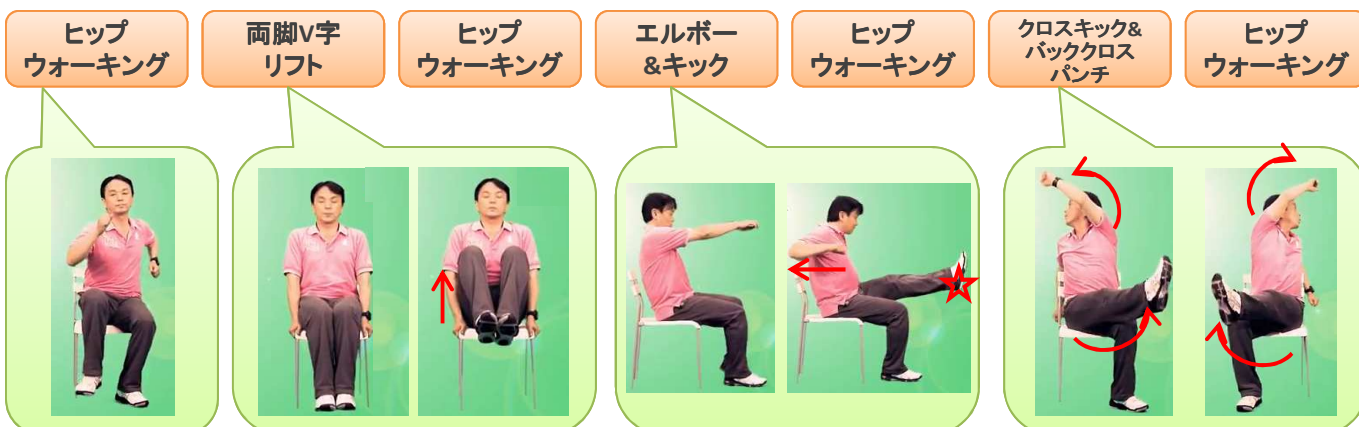 ヒップ
ウォーキング
両脚V字
リフト
ヒップ
ウォーキング
エルボー
&キック
ヒップ
ウォーキング
クロスキック&
バッククロス
パンチ
ヒップ
ウォーキング